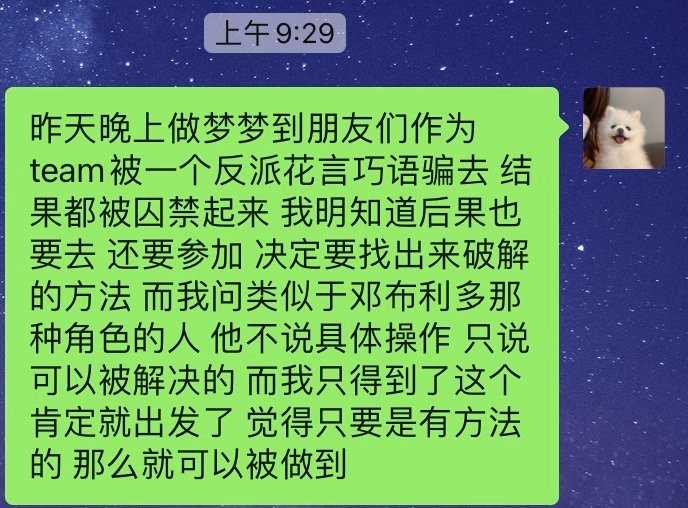 上午 9:29
昨天晚上做梦梦到朋友们作为
team被一个反派花言巧语骗去 结
果都被囚禁起来 我明知道后果也
要去 还要参加 决定要找出来破解
的方法 而我问类似于邓布利多那
种角色的人 他不说具体操作 只说
可以被解决的 而我只得到了这个
肯定就出发了 觉得只要是有方法
的 那么就可以被做到